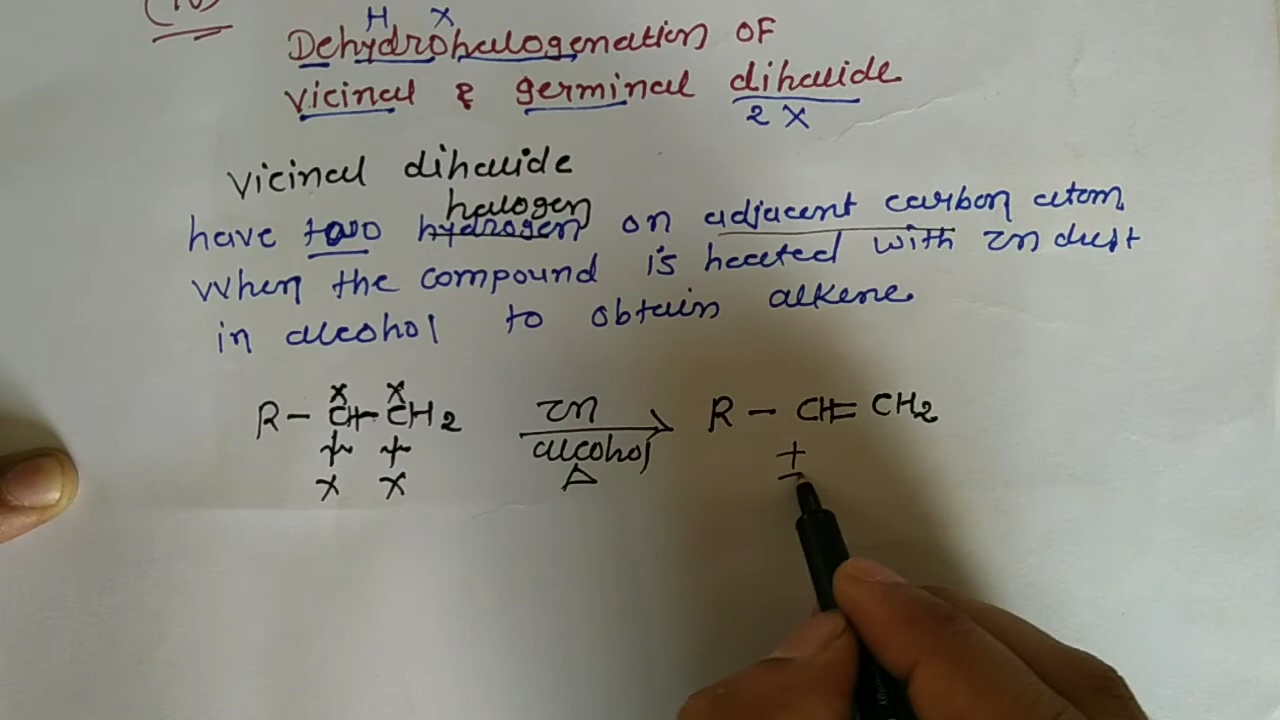 H X
Dehydrohalogenation of
vicinal & germinal dihalide
2 X
vicinal dihalide
halogen
have two hydrogen on adjacent carbon atom
when the compound is heated with zn dust
in alcohol to obtain alkene
X X
R - CH - CH2 zn R - CH = CH2
alcohol +
X X Δ